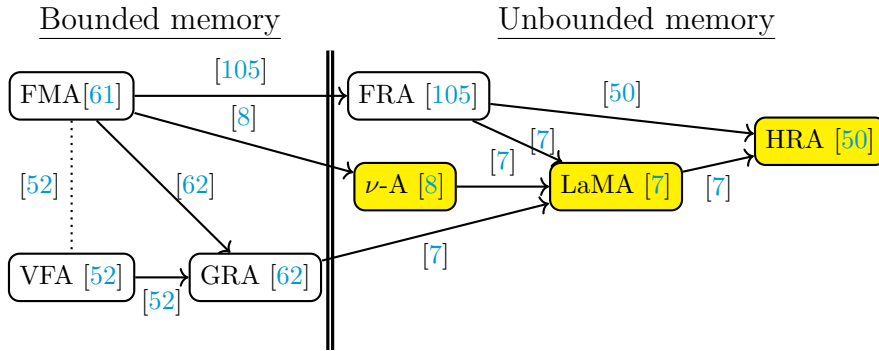 Bounded memory
Unbounded memory
[105]
FMA[61]
FRA [105]
[50]
[8]
[7]
HRA [50]
[52]
[62]
[7]
ν-A [8]
LaMA [7]
[7]
VFA [52]
[52]
GRA [62]
[7]